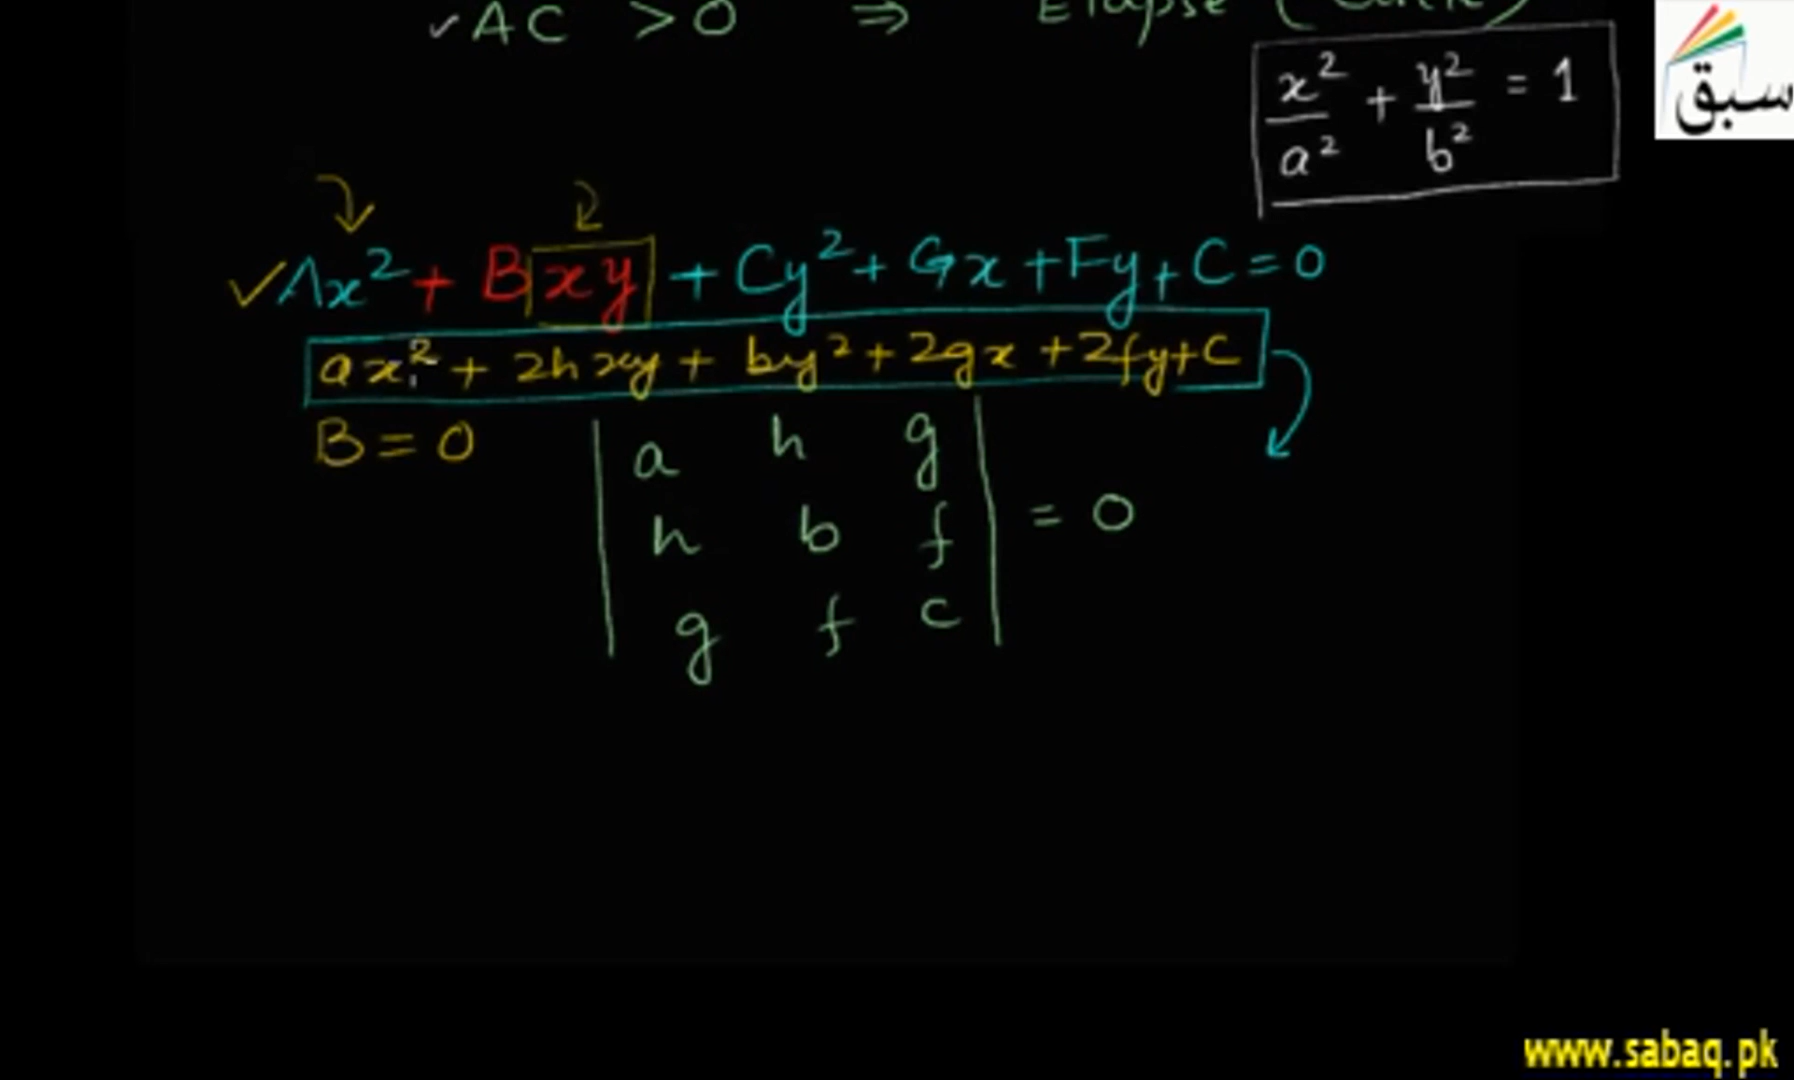 ✓AC > 0 ⇒ Elapse (
x²/a² + y²/b² = 1
سبق
✓Ax² + Bxy + Cy² + Gx + Fy + C = 0
ax² + 2hxy + by² + 2gx + 2fy + C
B = 0
| a h g |
| h b f | = 0
| g f c |
www.sabaq.pk